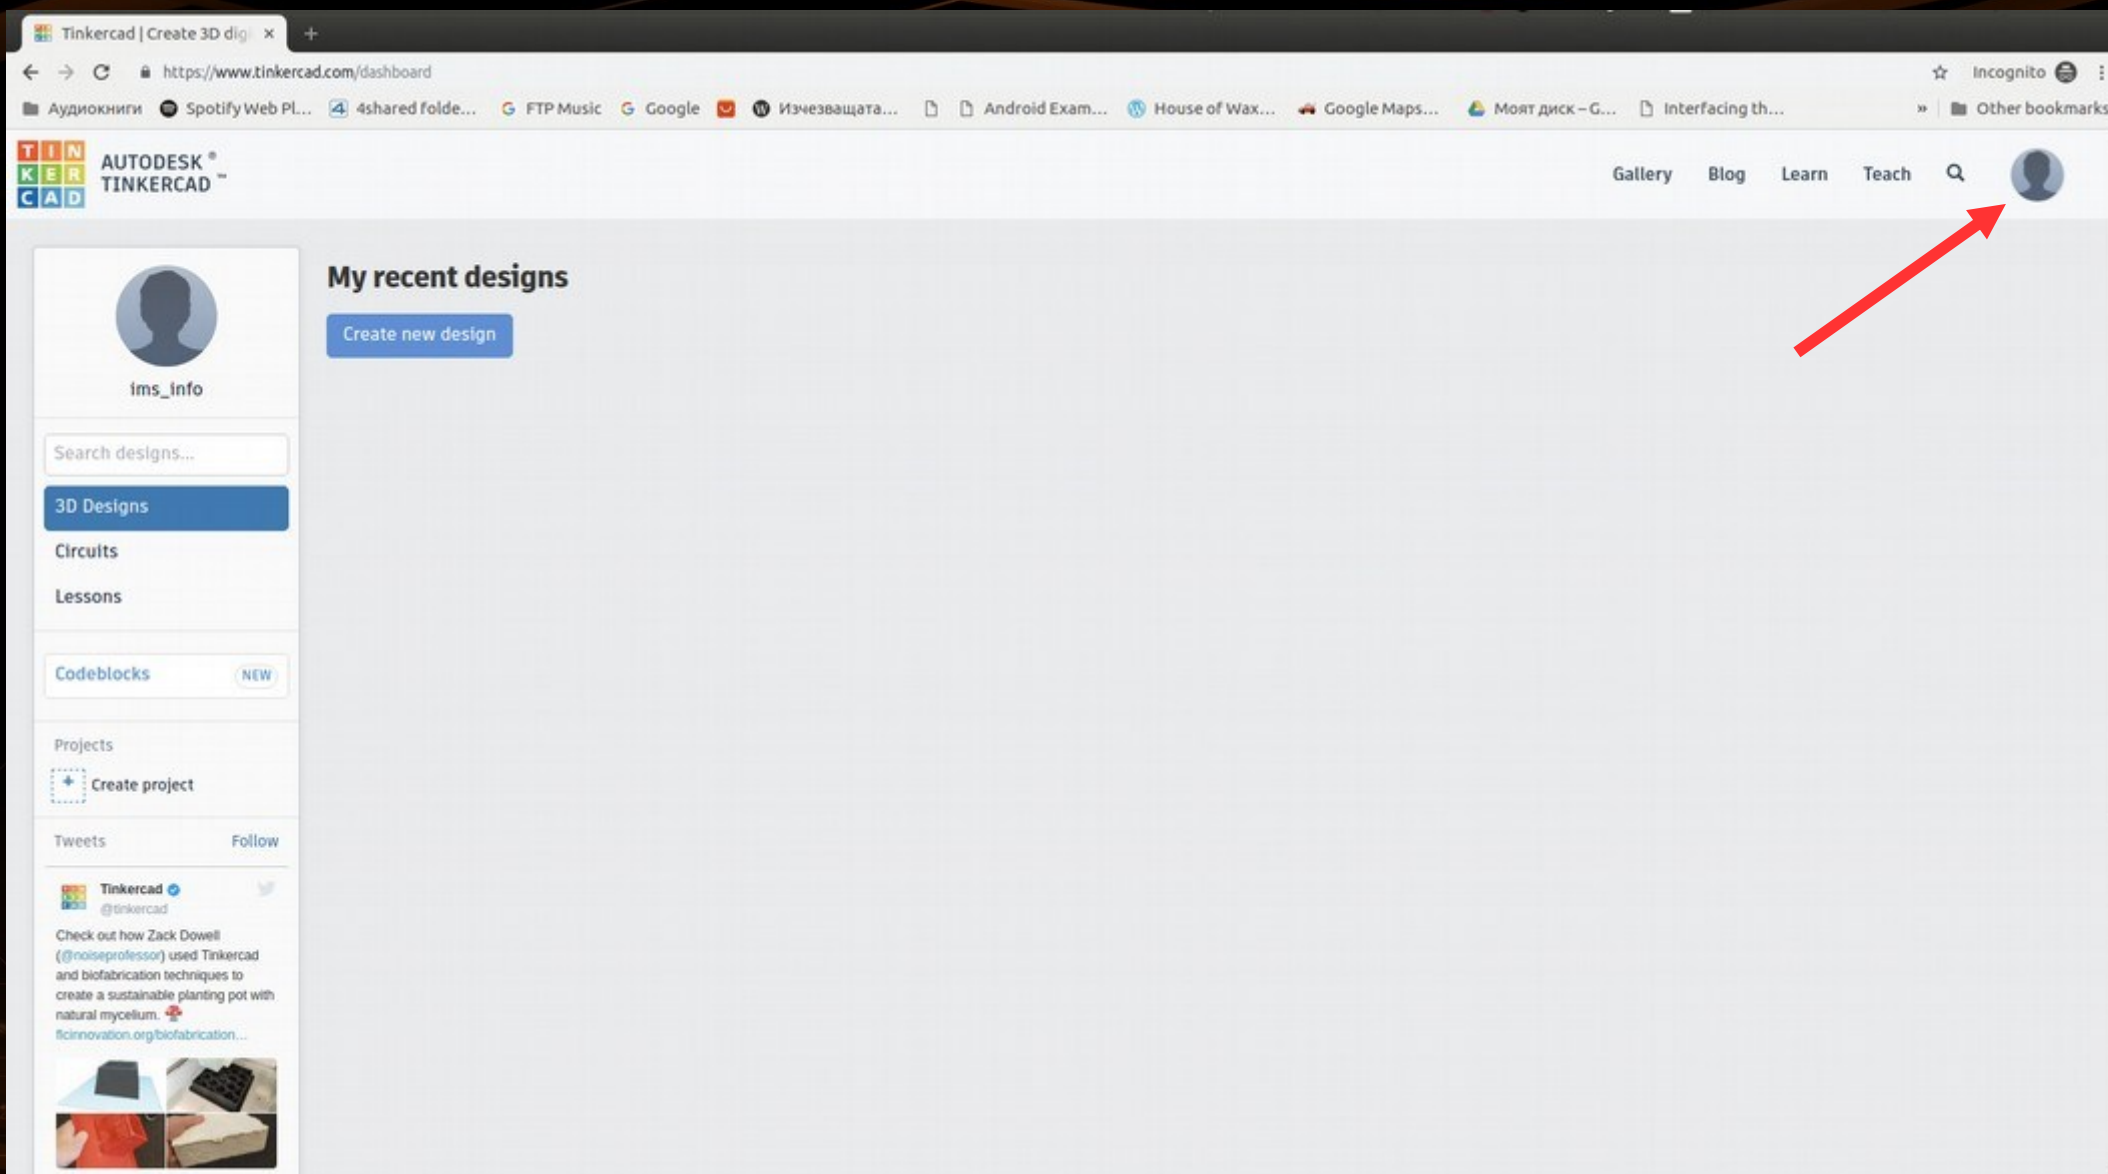 Tinkercad | Create 3D dig
https://www.tinkercad.com/dashboard
Incognito
Аудиокниги
Spotify Web Pl...
4shared folde...
FTP Music
Google
Изчезващата...
Android Exam...
House of Wax...
Google Maps...
Моят диск – G...
Interfacing th...
»
Other bookmarks
TIN
KER
CAD
AUTODESK ®
TINKERCAD ™
Gallery
Blog
Learn
Teach
My recent designs
Create new design
ims_info
Search designs...
3D Designs
Circuits
Lessons
Codeblocks
NEW
Projects
+ Create project
Tweets
Follow
Tinkercad
@tinkercad
Check out how Zack Dowell
(@noiseprofessor) used Tinkercad
and biofabrication techniques to
create a sustainable planting pot with
natural mycelium. 🍄
flcinnovation.org/biofabrication...